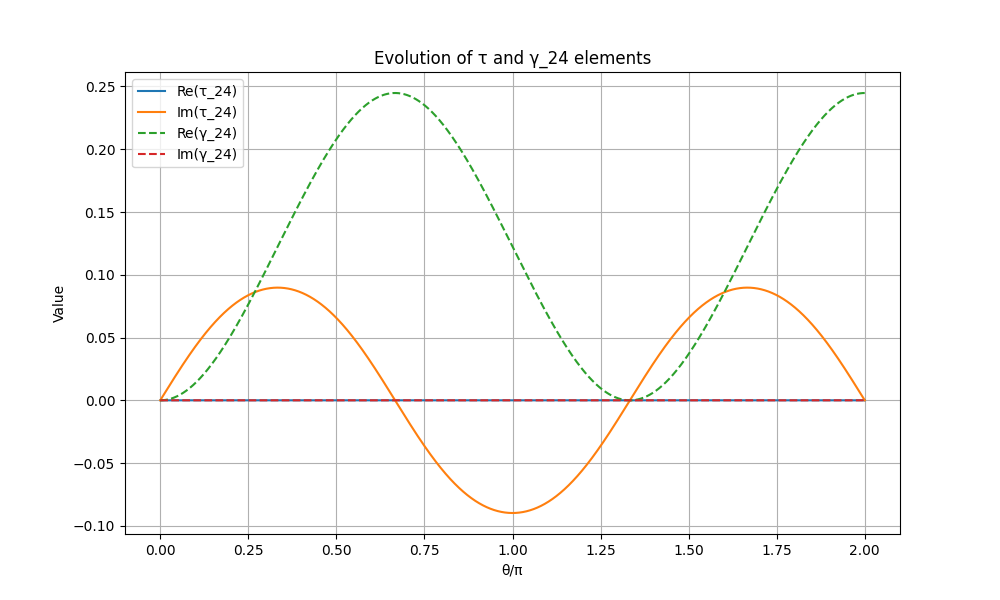 Evolution of τ and γ_24 elements
Re(τ_24)
Im(τ_24)
Re(γ_24)
Im(γ_24)
Value
0.25
0.20
0.15
0.10
0.05
0.00
−0.05
−0.10
0.00 0.25 0.50 0.75 1.00 1.25 1.50 1.75 2.00
θ/π